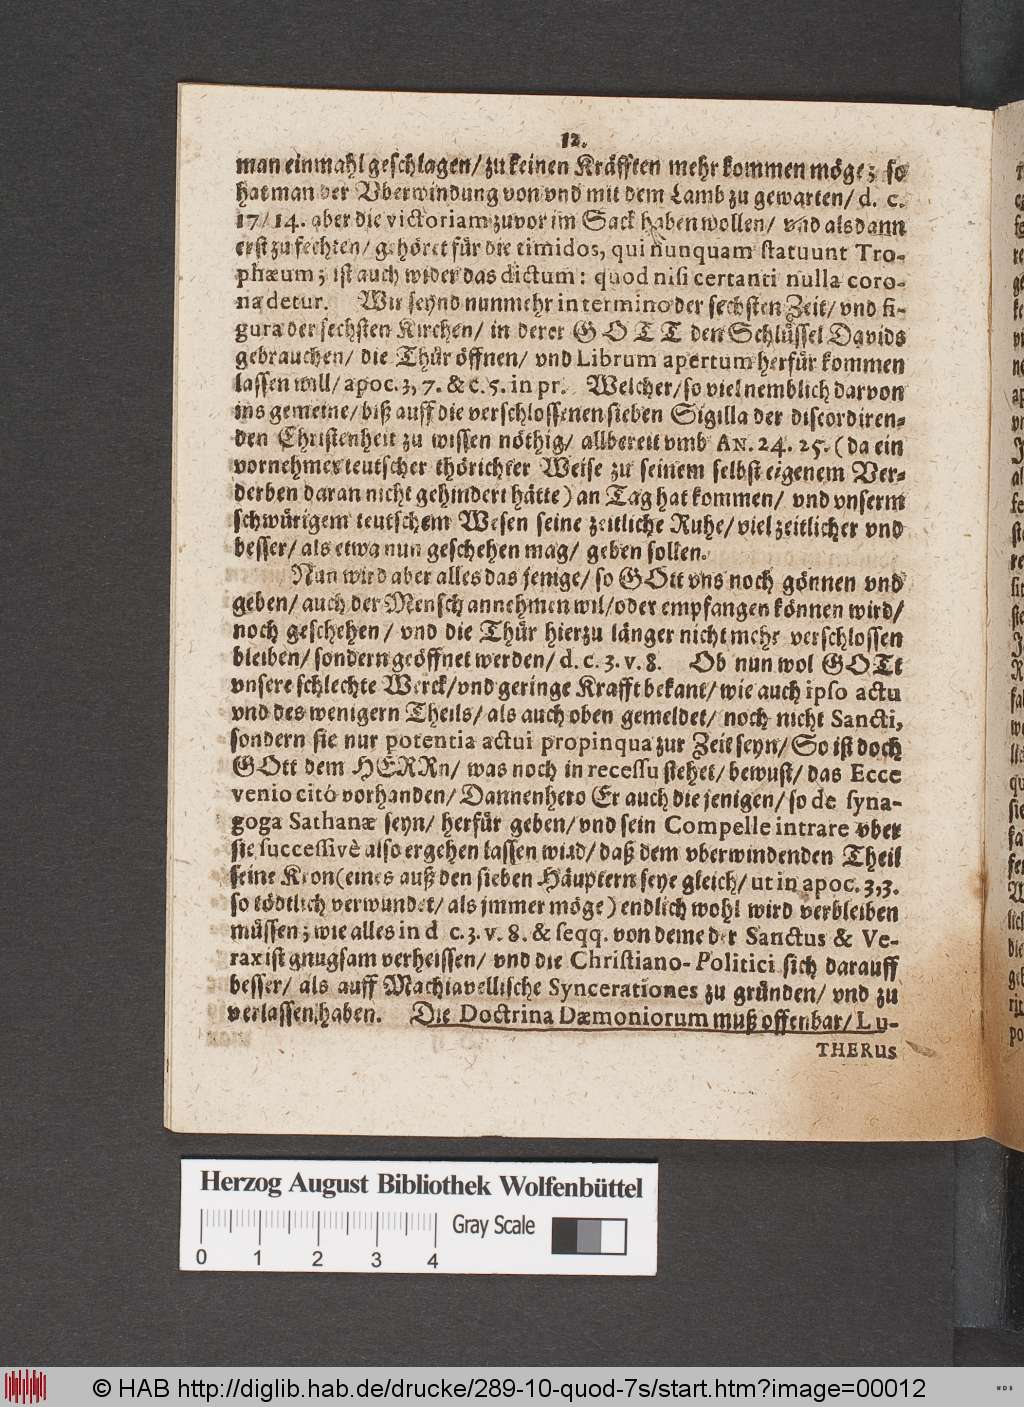 12.
man einmahl geschlagen/ zu keinen Kräfften mehr kommen möge; so
hat man der Vberwindung von vnd mit dem Lamb zu gewarten/ d. c.
17/ 14. aber die victoriam zuvor im Sack haben wollen/ vnd als dann
erst zu fechten/ gehöret für die timidos, qui nunquam statuunt Tro-
phæum; ist auch wider das dictum: quod nisi certanti nulla coro-
na detur. Wir seynd nunmehr in termino der sechsten Zeit/ vnd fi-
gura der sechsten Kirchen/ in derer GOTT den Schlüssel Davids
gebrauchen/ die Thür öffnen/ vnd Librum apertum herfür kommen
lassen will/ apoc. 3, 7. & c. 5. in pr. Welcher/ so viel nemblich darvon
ins gemeine/ biß auff die verschlossenen sieben Sigilla der discordiren-
den Christenheit zu wissen nöthig/ allbereit vmb AN. 24. 25. (da ein
vornehmer teutscher thörichter Weise zu seinem selbst eigenem Ver-
derben daran nicht gehindert hätte) an Tag hat kommen/ vnd vnserm
schwürigem teutschem Wesen seine zeitliche Ruhe/ viel zeitlicher vnd
besser/ als etwa nun geschehen mag/ geben sollen.
Nun wird aber alles das jenige/ so GOtt vns noch gönnen vnd
geben/ auch der Mensch annehmen wil/ oder empfangen können wird/
noch geschehen/ vnd die Thür hierzu länger nicht mehr verschlossen
bleiben/ sondern geöffnet werden/ d. c. 3. v. 8. Ob nun wol GOTt
vnsere schlechte Werck/ vnd geringe Krafft bekant/ wie auch ipso actu
vnd des wenigern Theils/ als auch oben gemeldet/ noch nicht Sancti,
sondern sie nur potentia actui propinqua zur Zeit seyn/ So ist doch
GOtt dem HERRn/ was noch in recessu stehet/ bewust/ das Ecce
venio citò vorhanden/ Dannenhero Er auch die jenigen/ so de syna-
goga Sathanæ seyn/ herfür geben/ vnd sein Compelle intrare vber
sie successivè also ergehen lassen wird/ daß dem vberwindenden Theil
seine Kron (eines auß den sieben Häuptern seye gleich/ ut in apoc. 3,3.
so tödtlich verwundet/ als jmmer möge) endlich wohl wird verbleiben
müssen; wie alles in d c. 3. v. 8. & seqq. von deme der Sanctus & Ve-
rax ist gnugsam verheissen/ vnd die Christiano-Politici sich darauff
besser/ als auff Machiavellische Syncerationes zu gründen/ vnd zu
verlassen haben. Die Doctrina Dæmoniorum muß offenbar/ LU-
THERUS
Herzog August Bibliothek Wolfenbüttel
Gray Scale
0 1 2 3 4
© HAB http://diglib.hab.de/drucke/289-10-quod-7s/start.htm?image=00012